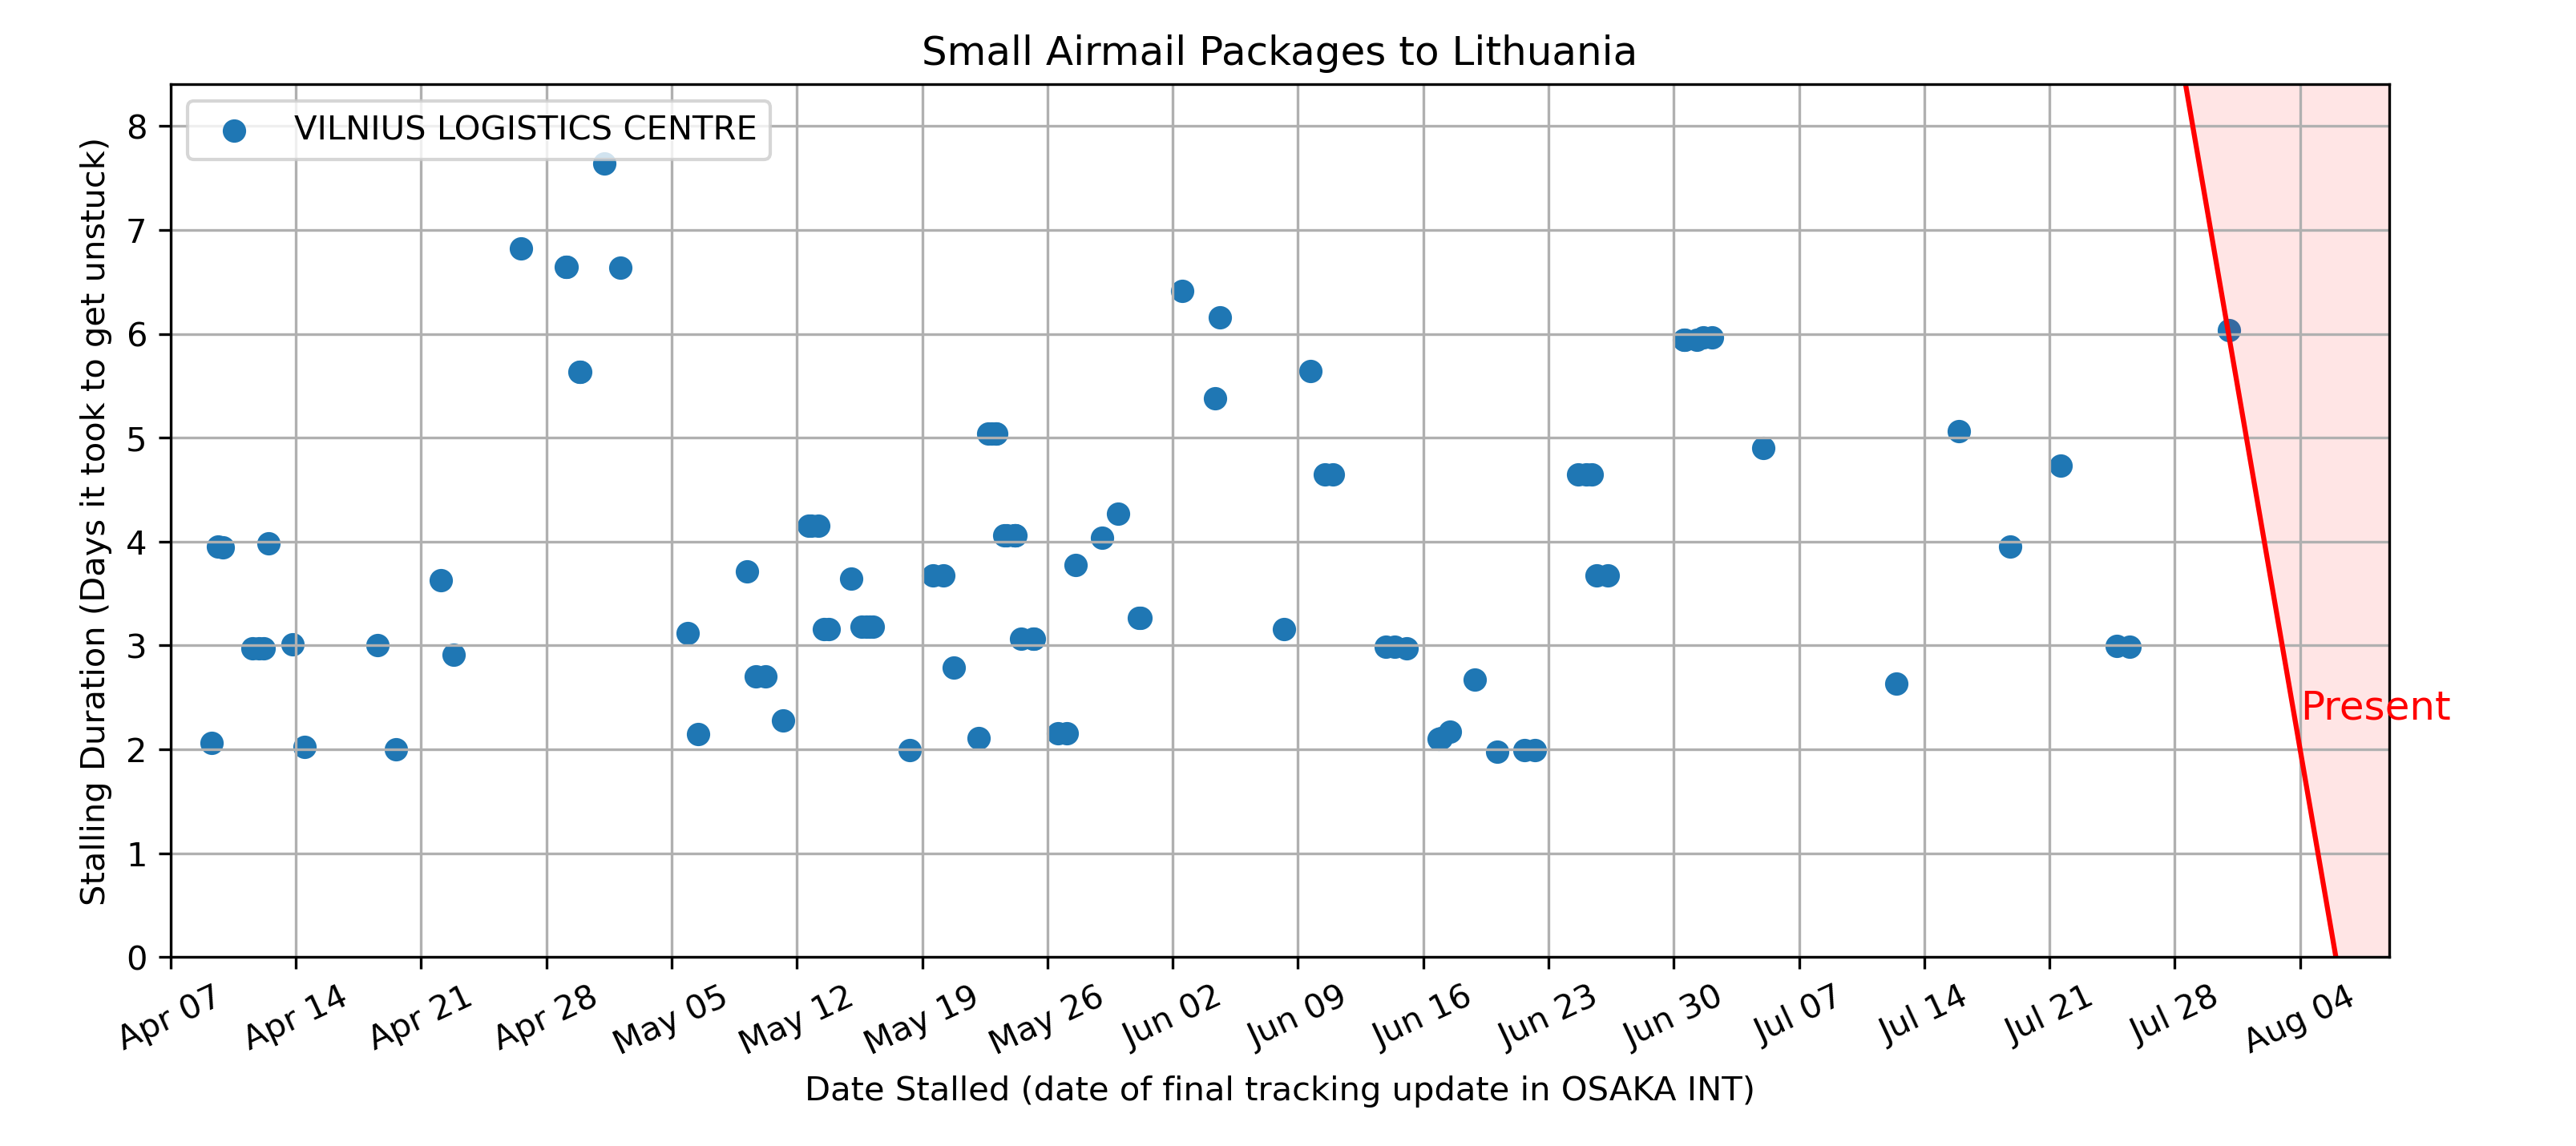 Small Airmail Packages to Lithuania
VILNIUS LOGISTICS CENTRE
Stalling Duration (Days it took to get unstuck)
8
7
6
5
4
3
2
1
0
Present
Apr 07
Apr 14
Apr 21
Apr 28
May 05
May 12
May 19
May 26
Jun 02
Jun 09
Jun 16
Jun 23
Jun 30
Jul 07
Jul 14
Jul 21
Jul 28
Aug 04
Date Stalled (date of final tracking update in OSAKA INT)